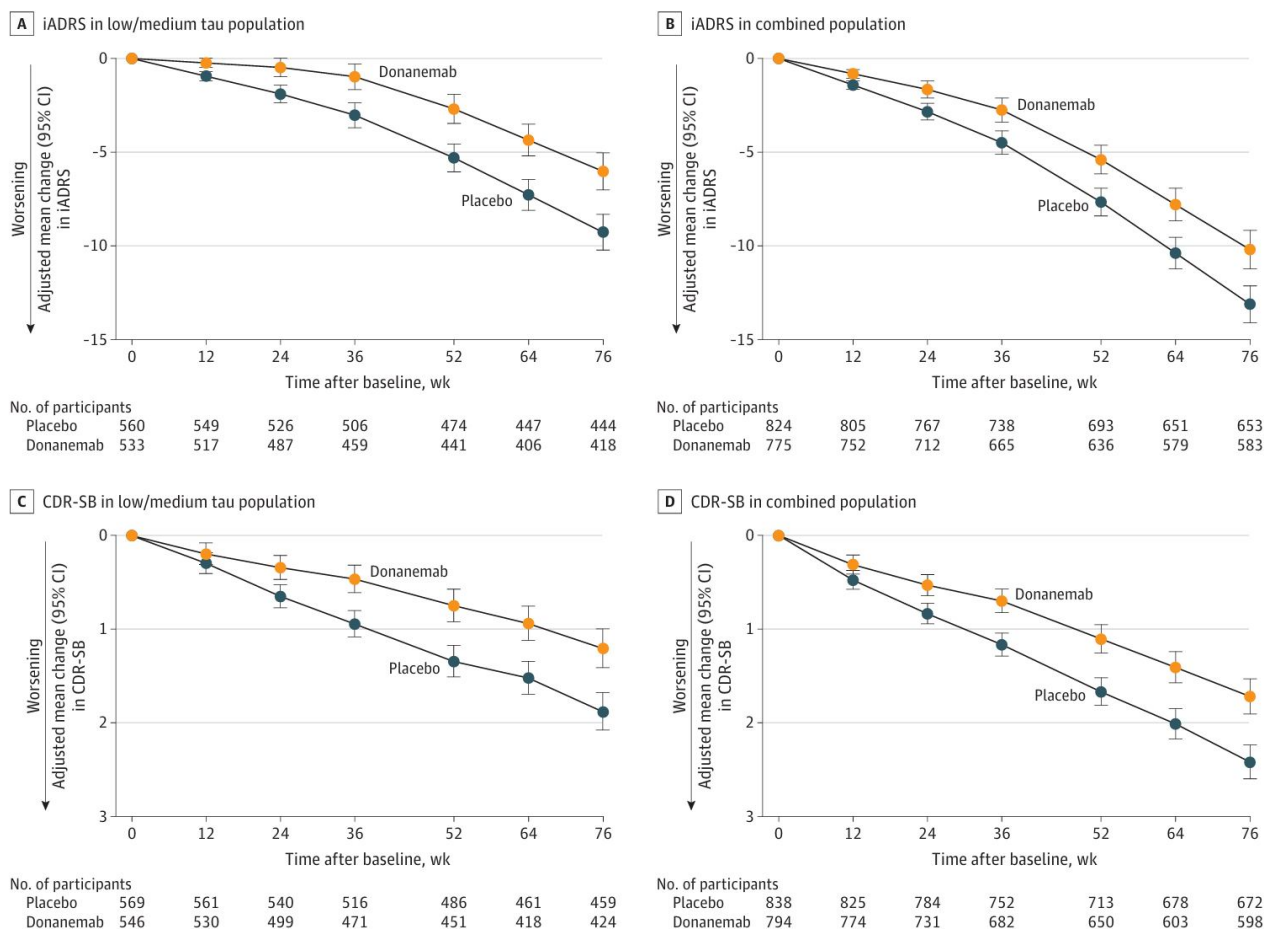 A iADRS in low/medium tau population
Worsening
Adjusted mean change (95% CI)
in iADRS
0
-5
-10
-15
Donanemab
Placebo
0 12 24 36 52 64 76
Time after baseline, wk
No. of participants
Placebo 560 549 526 506 474 447 444
Donanemab 533 517 487 459 441 406 418
B iADRS in combined population
Worsening
Adjusted mean change (95% CI)
in iADRS
0
-5
-10
-15
Donanemab
Placebo
0 12 24 36 52 64 76
Time after baseline, wk
No. of participants
Placebo 824 805 767 738 693 651 653
Donanemab 775 752 712 665 636 579 583
C CDR-SB in low/medium tau population
Worsening
Adjusted mean change (95% CI)
in CDR-SB
0
1
2
3
Donanemab
Placebo
0 12 24 36 52 64 76
Time after baseline, wk
No. of participants
Placebo 569 561 540 516 486 461 459
Donanemab 546 530 499 471 451 418 424
D CDR-SB in combined population
Worsening
Adjusted mean change (95% CI)
in CDR-SB
0
1
2
3
Donanemab
Placebo
0 12 24 36 52 64 76
Time after baseline, wk
No. of participants
Placebo 838 825 784 752 713 678 672
Donanemab 794 774 731 682 650 603 598